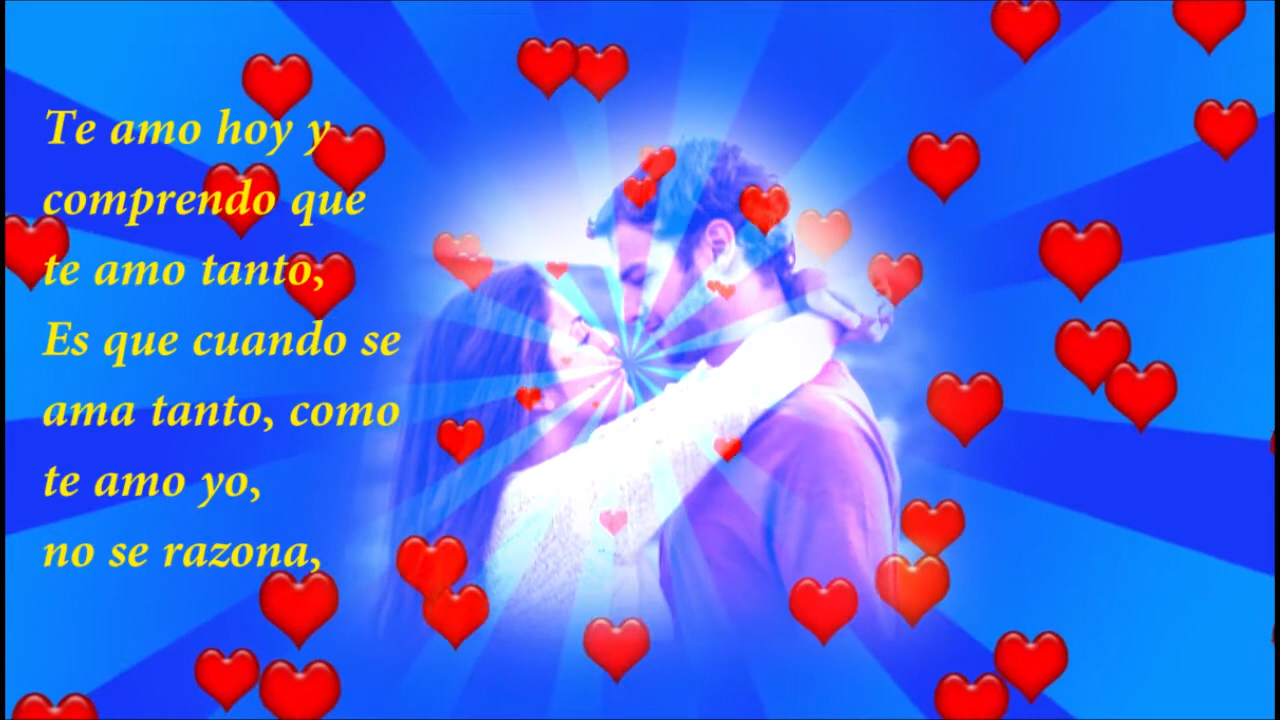 Te amo hoy y
comprendo que
te amo tanto,
Es que cuando se
ama tanto, como
te amo yo,
no se razona,